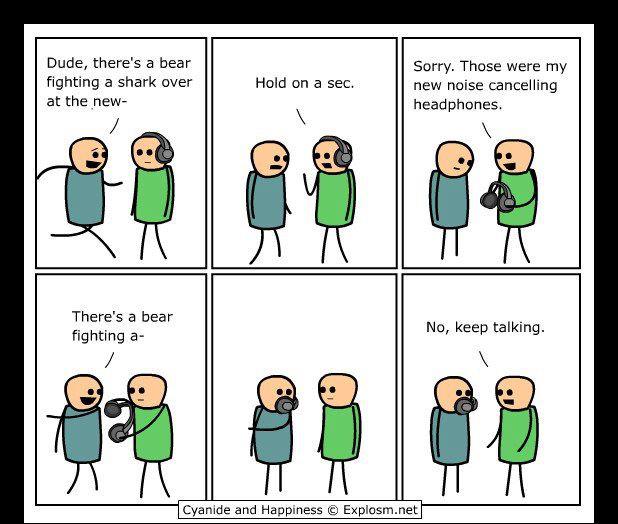 Dude, there's a bear
fighting a shark over
at the new-
Hold on a sec.
Sorry. Those were my
new noise cancelling
headphones.
There's a bear
fighting a-
No, keep talking.
Cyanide and Happiness © Explosm.net